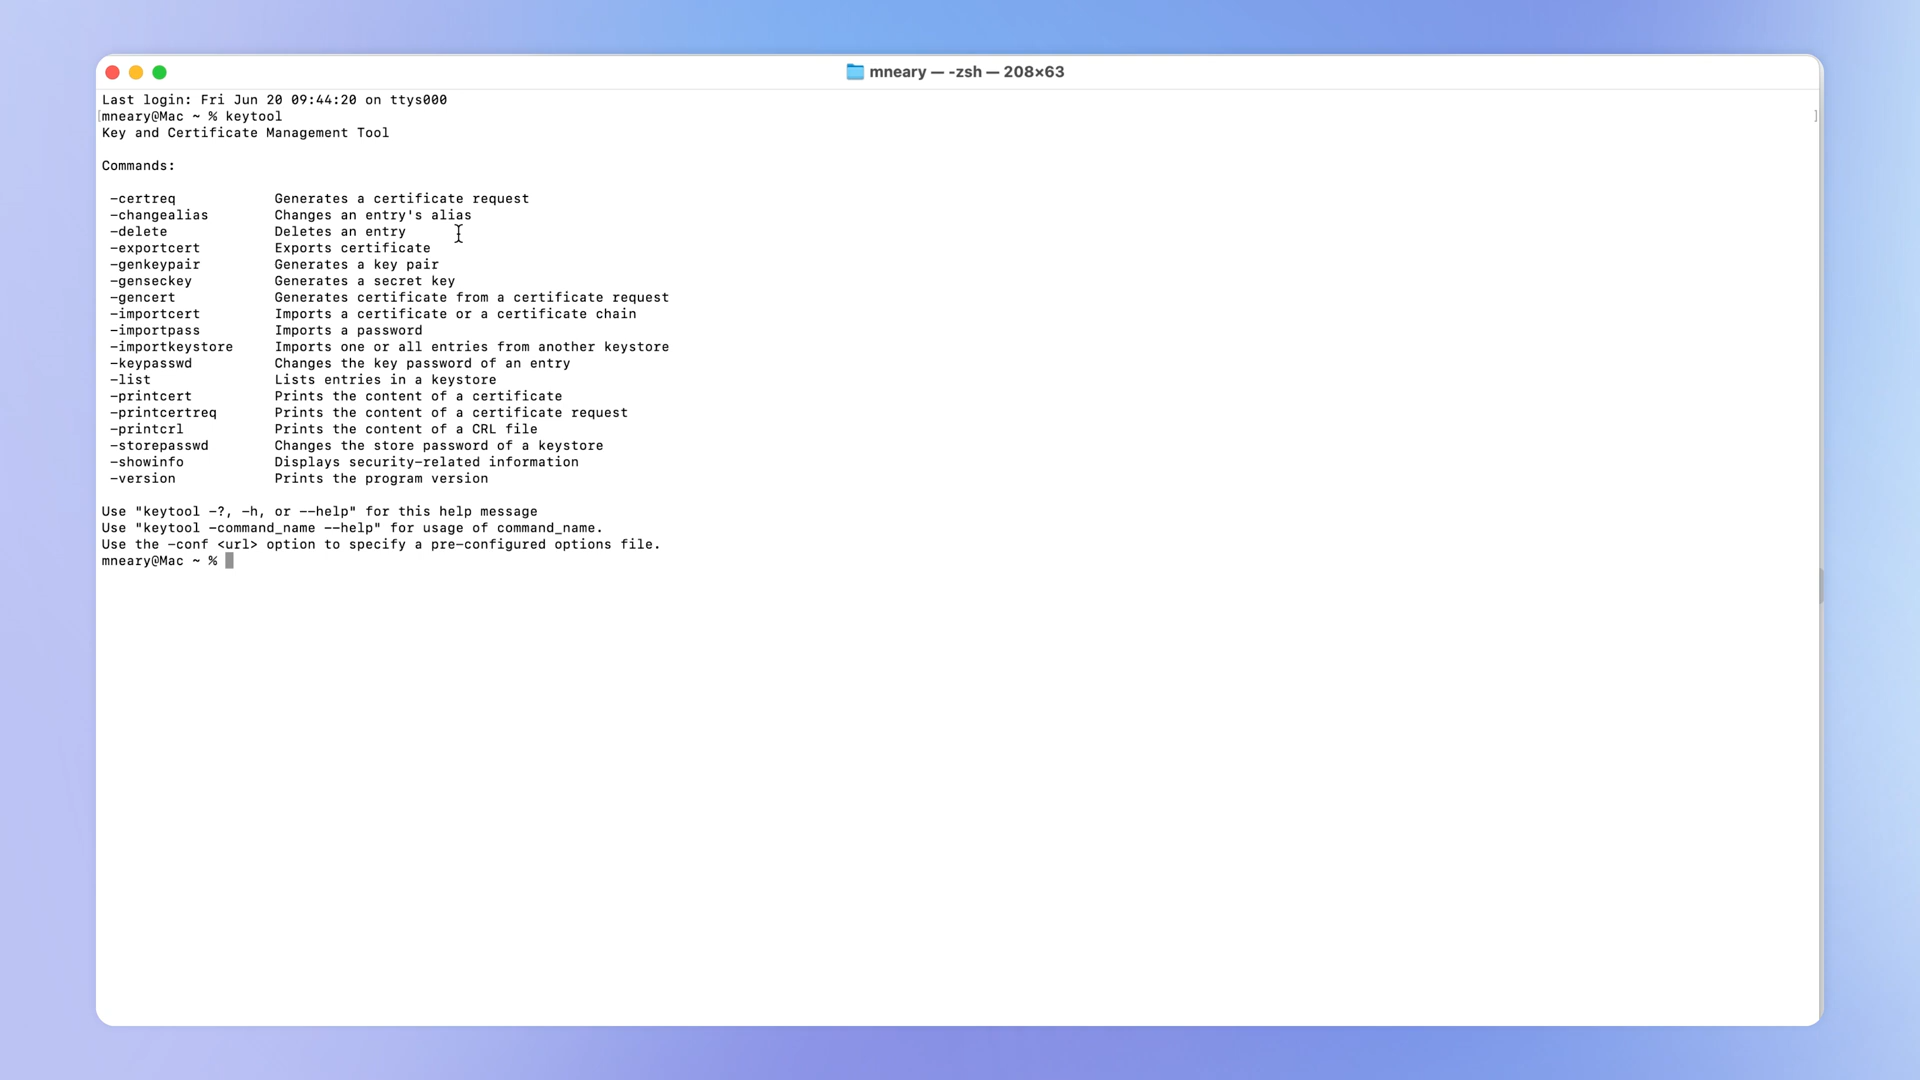 mneary — -zsh — 208×63
Last login: Fri Jun 20 09:44:20 on ttys000
[mneary@Mac ~ % keytool ]
Key and Certificate Management Tool
Commands:
-certreq Generates a certificate request
-changealias Changes an entry's alias
-delete Deletes an entry
-exportcert Exports certificate
-genkeypair Generates a key pair
-genseckey Generates a secret key
-gencert Generates certificate from a certificate request
-importcert Imports a certificate or a certificate chain
-importpass Imports a password
-importkeystore Imports one or all entries from another keystore
-keypasswd Changes the key password of an entry
-list Lists entries in a keystore
-printcert Prints the content of a certificate
-printcertreq Prints the content of a certificate request
-printcrl Prints the content of a CRL file
-storepasswd Changes the store password of a keystore
-showinfo Displays security-related information
-version Prints the program version
Use "keytool -?, -h, or --help" for this help message
Use "keytool -command_name --help" for usage of command_name.
Use the -conf <url> option to specify a pre-configured options file.
mneary@Mac ~ %